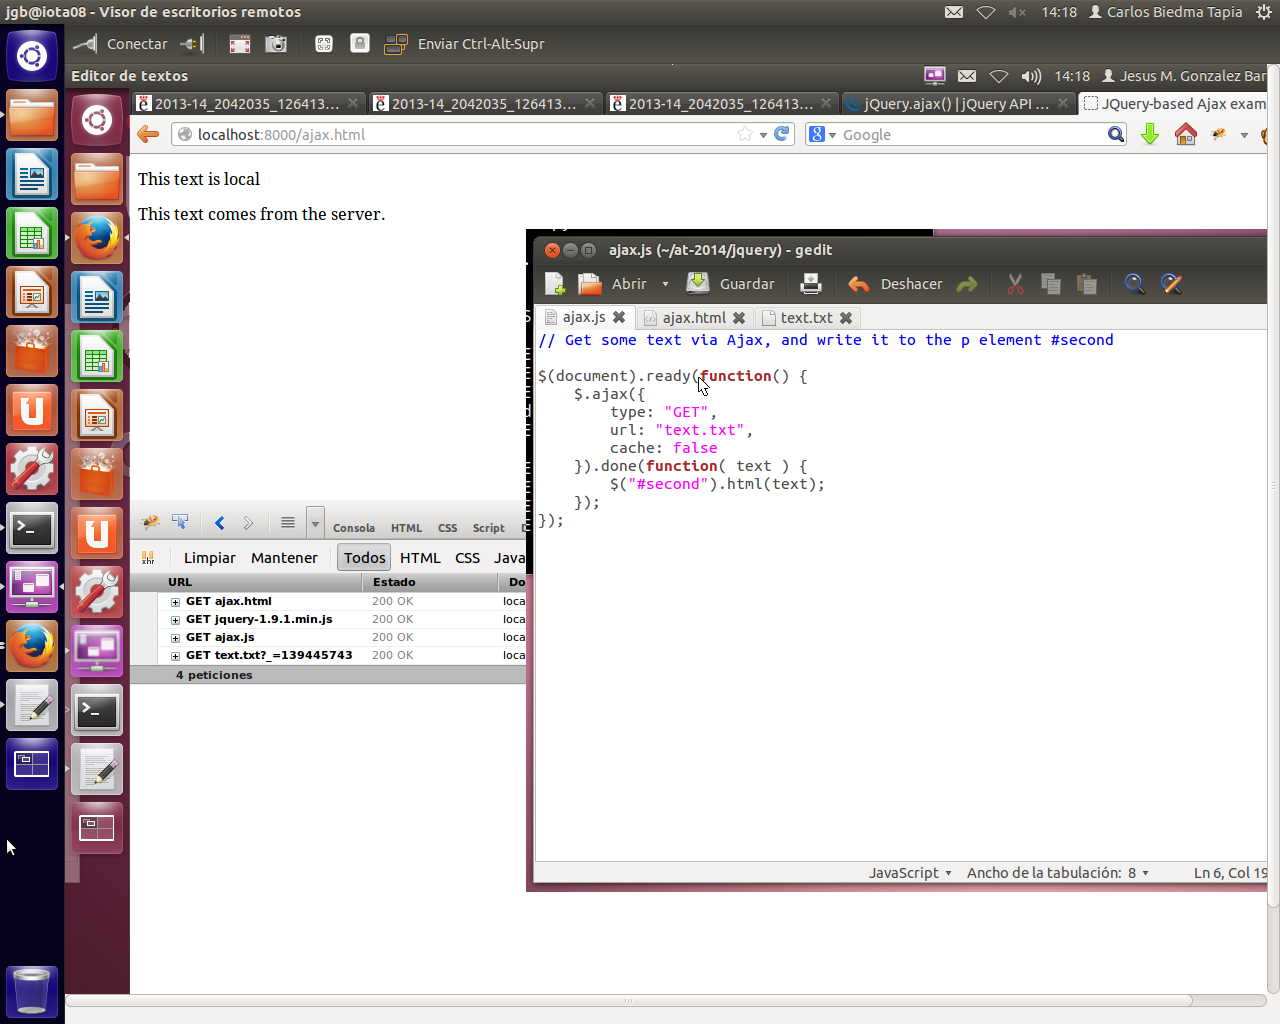 jgb@iota08 - Visor de escritorios remotos
14:18 Carlos Biedma Tapia
Conectar
Enviar Ctrl-Alt-Supr
Editor de textos
14:18 Jesus M. Gonzalez Bar
2013-14_2042035_126413...
2013-14_2042035_126413...
2013-14_2042035_126413...
jQuery.ajax() | jQuery API ...
JQuery-based Ajax exam
localhost:8000/ajax.html
Google
This text is local
This text comes from the server.
ajax.js (~/at-2014/jquery) - gedit
Abrir
Guardar
Deshacer
ajax.js
ajax.html
text.txt
// Get some text via Ajax, and write it to the p element #second
$(document).ready(function() {
$.ajax({
type: "GET",
url: "text.txt",
cache: false
}).done(function( text ) {
$("#second").html(text);
});
});
Consola HTML CSS Script
Limpiar Mantener Todos HTML CSS Java
URL Estado Do
GET ajax.html 200 OK loca
GET jquery-1.9.1.min.js 200 OK loca
GET ajax.js 200 OK loca
GET text.txt?_=139445743 200 OK loca
4 peticiones
JavaScript Ancho de la tabulación: 8 Ln 6, Col 19